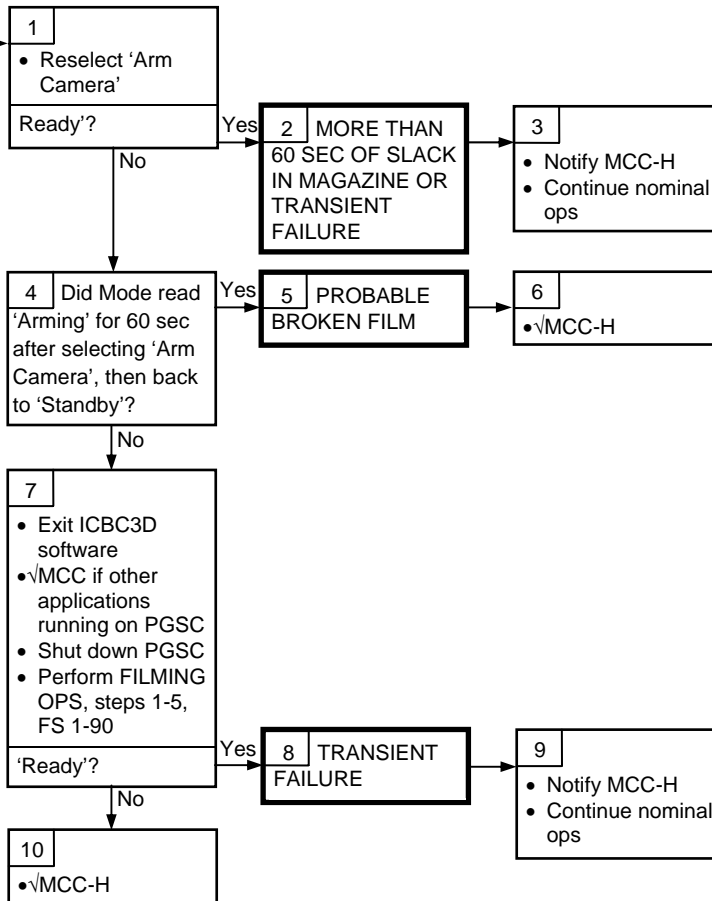 1
• Reselect 'Arm
Camera'
Ready'?
Yes
No
2 MORE THAN
60 SEC OF SLACK
IN MAGAZINE OR
TRANSIENT
FAILURE
3
• Notify MCC-H
• Continue nominal
ops
4 Did Mode read
'Arming' for 60 sec
after selecting 'Arm
Camera', then back
to 'Standby'?
Yes
No
5 PROBABLE
BROKEN FILM
6
•√MCC-H
7
• Exit ICBC3D
software
•√MCC if other
applications
running on PGSC
• Shut down PGSC
• Perform FILMING
OPS, steps 1-5,
FS 1-90
'Ready'?
Yes
No
8 TRANSIENT
FAILURE
9
• Notify MCC-H
• Continue nominal
ops
10
•√MCC-H